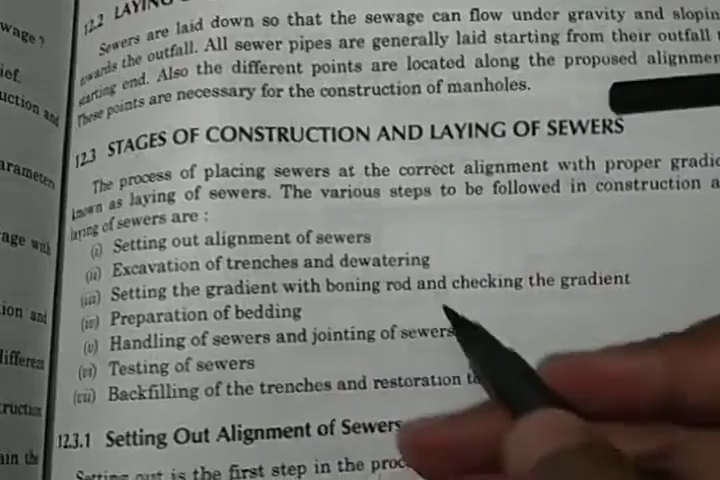 wage?
ief.
uction and
arameters
age with
ion and
different
ruction
ain the
12.2 LAYING
Sewers are laid down so that the sewage can flow under gravity and
towards the outfall. All sewer pipes are generally laid starting from their outfall
starting end. Also the different points are located along the proposed
These points are necessary for the construction of manholes.
12.3 STAGES OF CONSTRUCTION AND LAYING OF SEWERS
The process of placing sewers at the correct alignment with proper
known as laying of sewers. The various steps to be followed in construction
laying of sewers are :
(i) Setting out alignment of sewers
(ii) Excavation of trenches and dewatering
(iii) Setting the gradient with boning rod and checking the gradient
(iv) Preparation of bedding
(v) Handling of sewers and jointing of sewers
(vi) Testing of sewers
(vii) Backfilling of the trenches and restoration
12.3.1 Setting Out Alignment of Sewers
Setting out is the first step in the